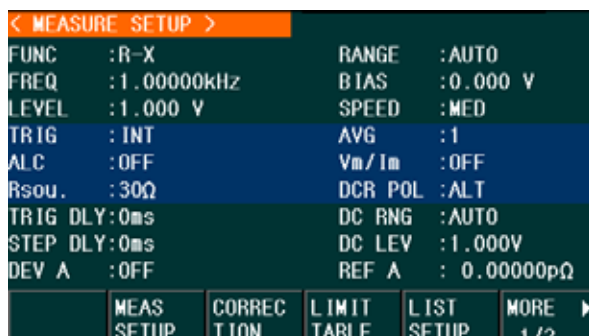 < MEASURE SETUP >
FUNC :R-X RANGE :AUTO
FREQ :1.00000kHz BIAS :0.000 V
LEVEL :1.000 V SPEED :MED
TRIG :INT AVG :1
ALC :OFF Vm/Im :OFF
Rsou. :30Ω DCR POL :ALT
TRIG DLY:0ms DC RNG :AUTO
STEP DLY:0ms DC LEV :1.000V
DEV A :OFF REF A : 0.00000pΩ
MEAS CORREC LIMIT LIST MORE
SETUP TION TABLE SETUP 1/2